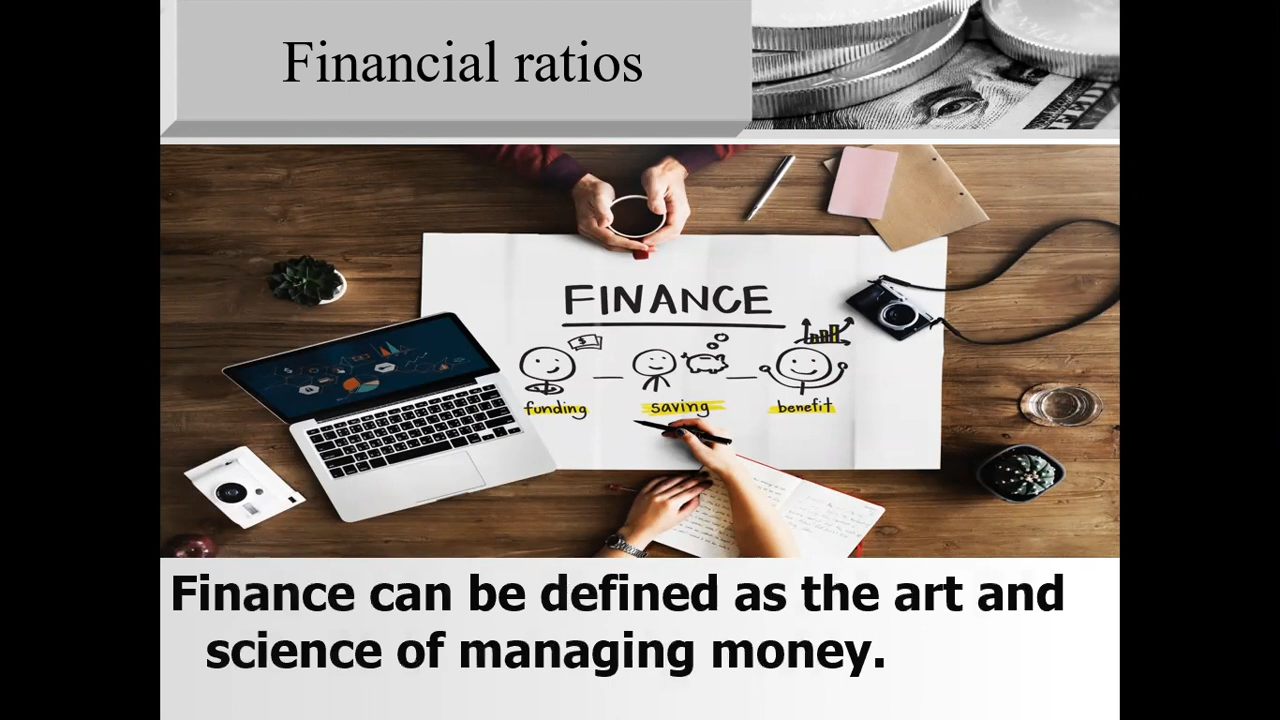 Financial ratios
FINANCE
funding
saving
benefit
Finance can be defined as the art and
science of managing money.